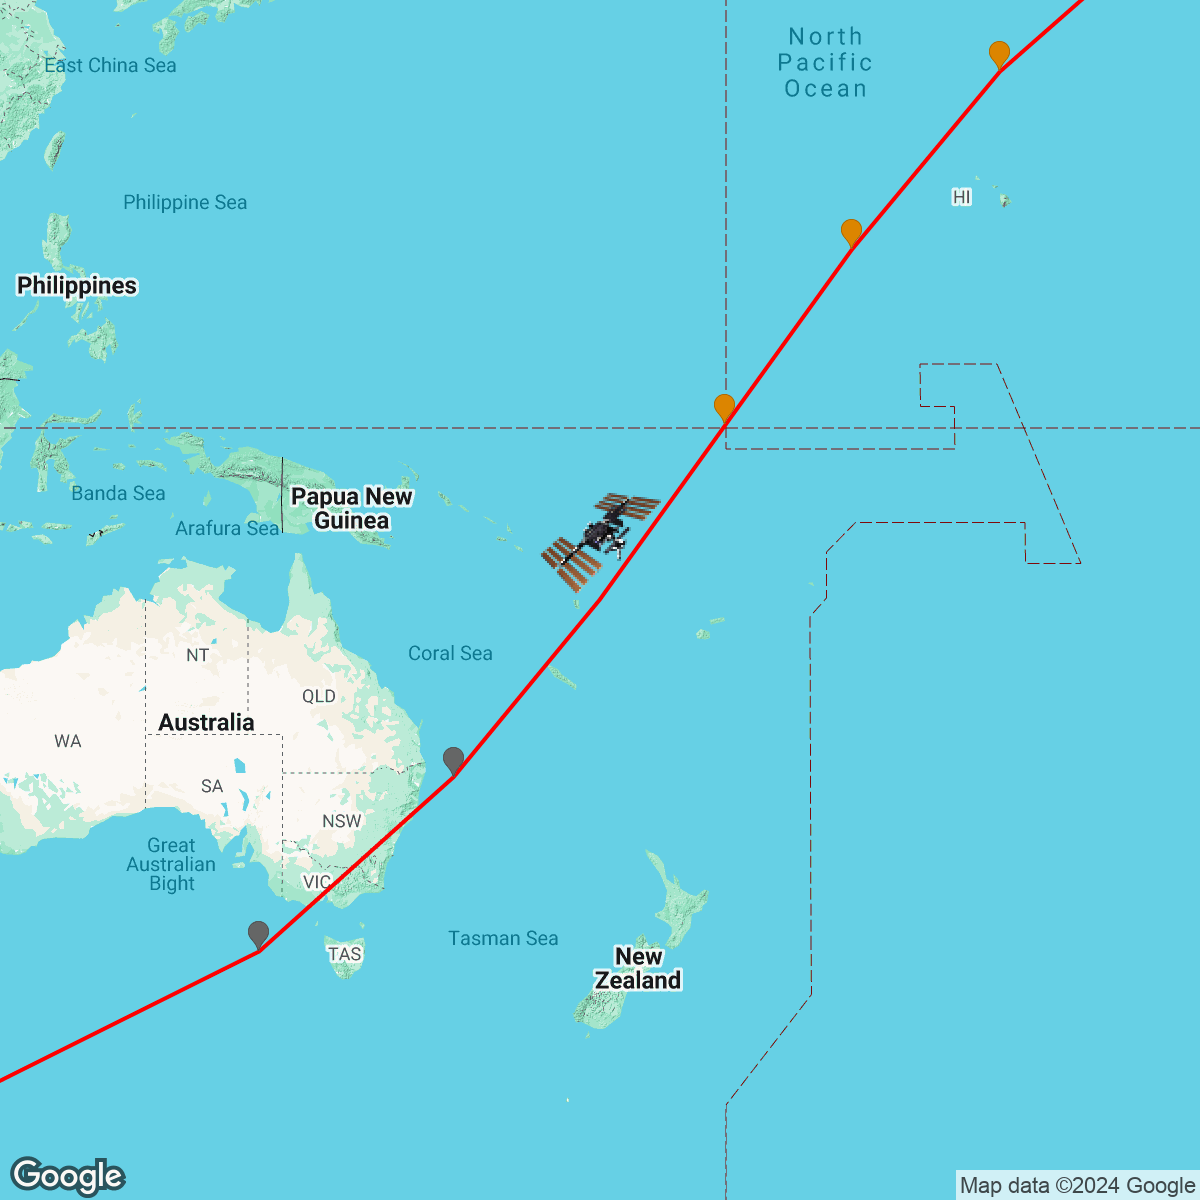 North
Pacific
Ocean
East China Sea
HI
Philippine Sea
Philippines
Banda Sea
Papua New
Guinea
Arafura Sea
Coral Sea
NT
QLD
Australia
WA
SA
NSW
Great
Australian
Bight
VIC
Tasman Sea
TAS
New
Zealand
Google
Map data ©2024 Google